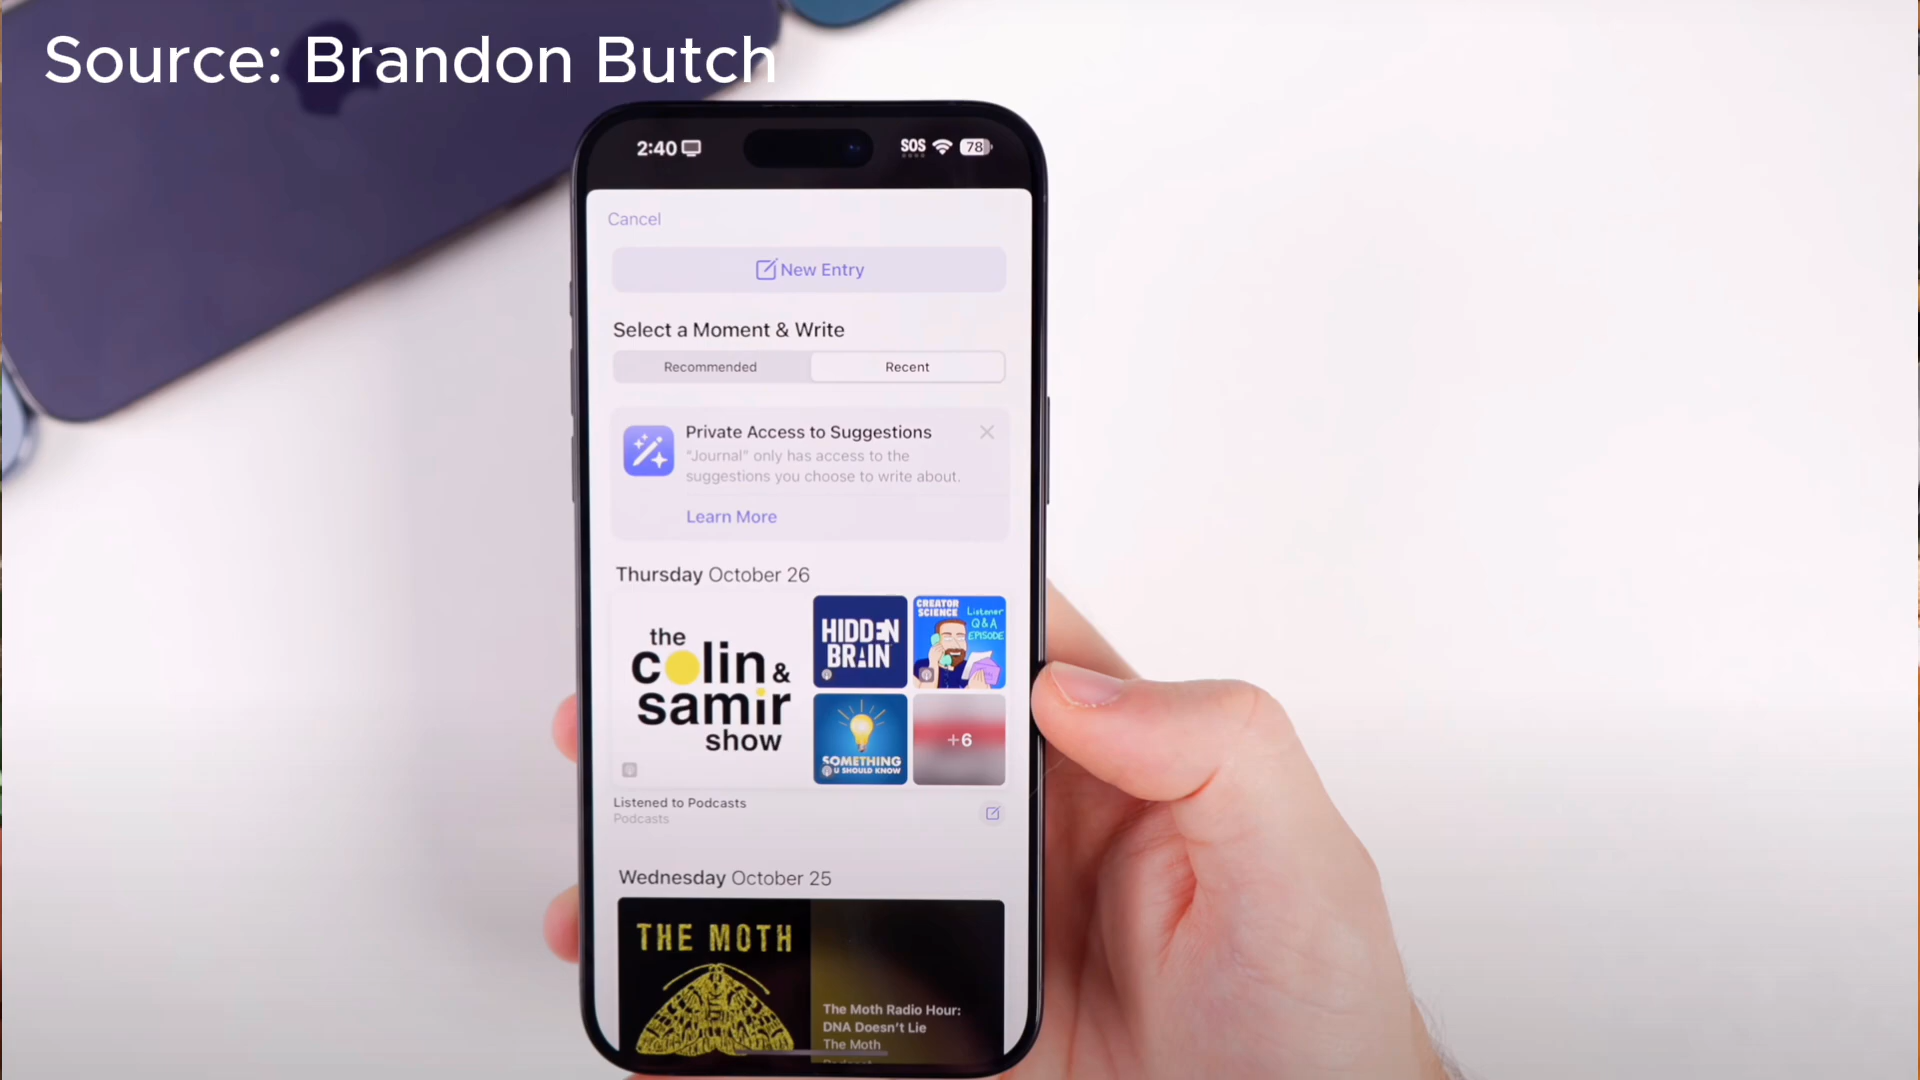 Source: Brandon Butch
2:40
SOS
78
Cancel
New Entry
Select a Moment & Write
Recommended
Recent
Private Access to Suggestions
“Journal” only has access to the
suggestions you choose to write about.
Learn More
Thursday October 26
the
colin &
samir
show
HIDDEN
BRAIN
CREATOR
SCIENCE
Listener
Q&A
EPISODE
SOMETHING
U SHOULD KNOW
+6
Listened to Podcasts
Podcasts
Wednesday October 25
THE MOTH
The Moth Radio Hour:
DNA Doesn’t Lie
The Moth